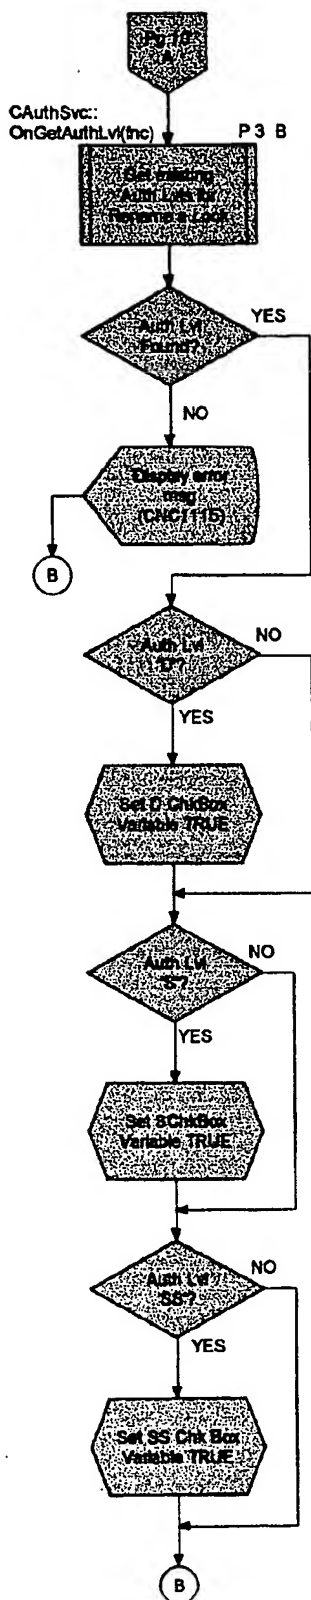 Pg 10
A
CAuthSvc::
OnGetAuthLvl(fnc)
P 3 B
Get existing
Auth Lvls for
Rename a Lock
Auth Lvl
Found?
YES
NO
Display error
msg
(CNC1115)
B
Auth Lvl
'D'?
NO
YES
Set D ChkBox
Variable TRUE
Auth Lvl
'S'?
NO
YES
Set SChkBox
Variable TRUE
Auth Lvl
'SS'?
NO
YES
Set SS Chk Box
Variable TRUE
B